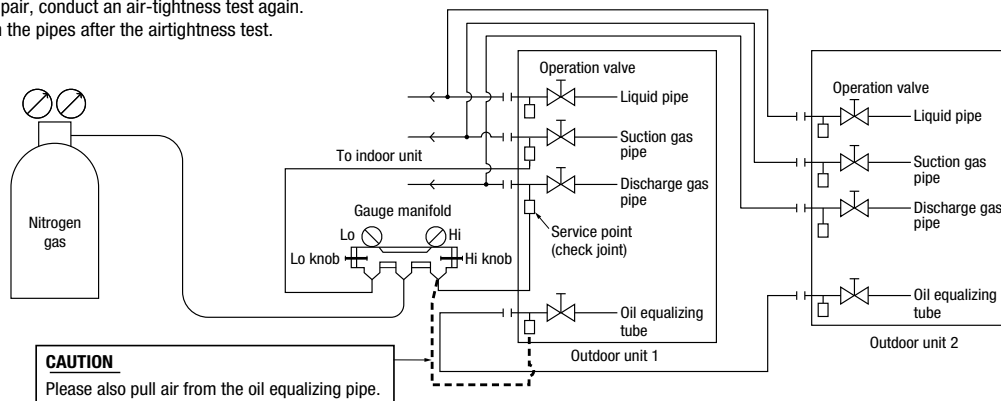 pair, conduct an air-tightness test again.
the pipes after the airtightness test.
Operation valve
Liquid pipe
Suction gas
pipe
Discharge gas
pipe
Service point
(check joint)
Oil equalizing
tube
Outdoor unit 1
Operation valve
Liquid pipe
Suction gas
pipe
Discharge gas
pipe
Oil equalizing
tube
Outdoor unit 2
To indoor unit
Gauge manifold
Lo
Hi
Lo knob
Hi knob
Nitrogen
gas
CAUTION
Please also pull air from the oil equalizing pipe.